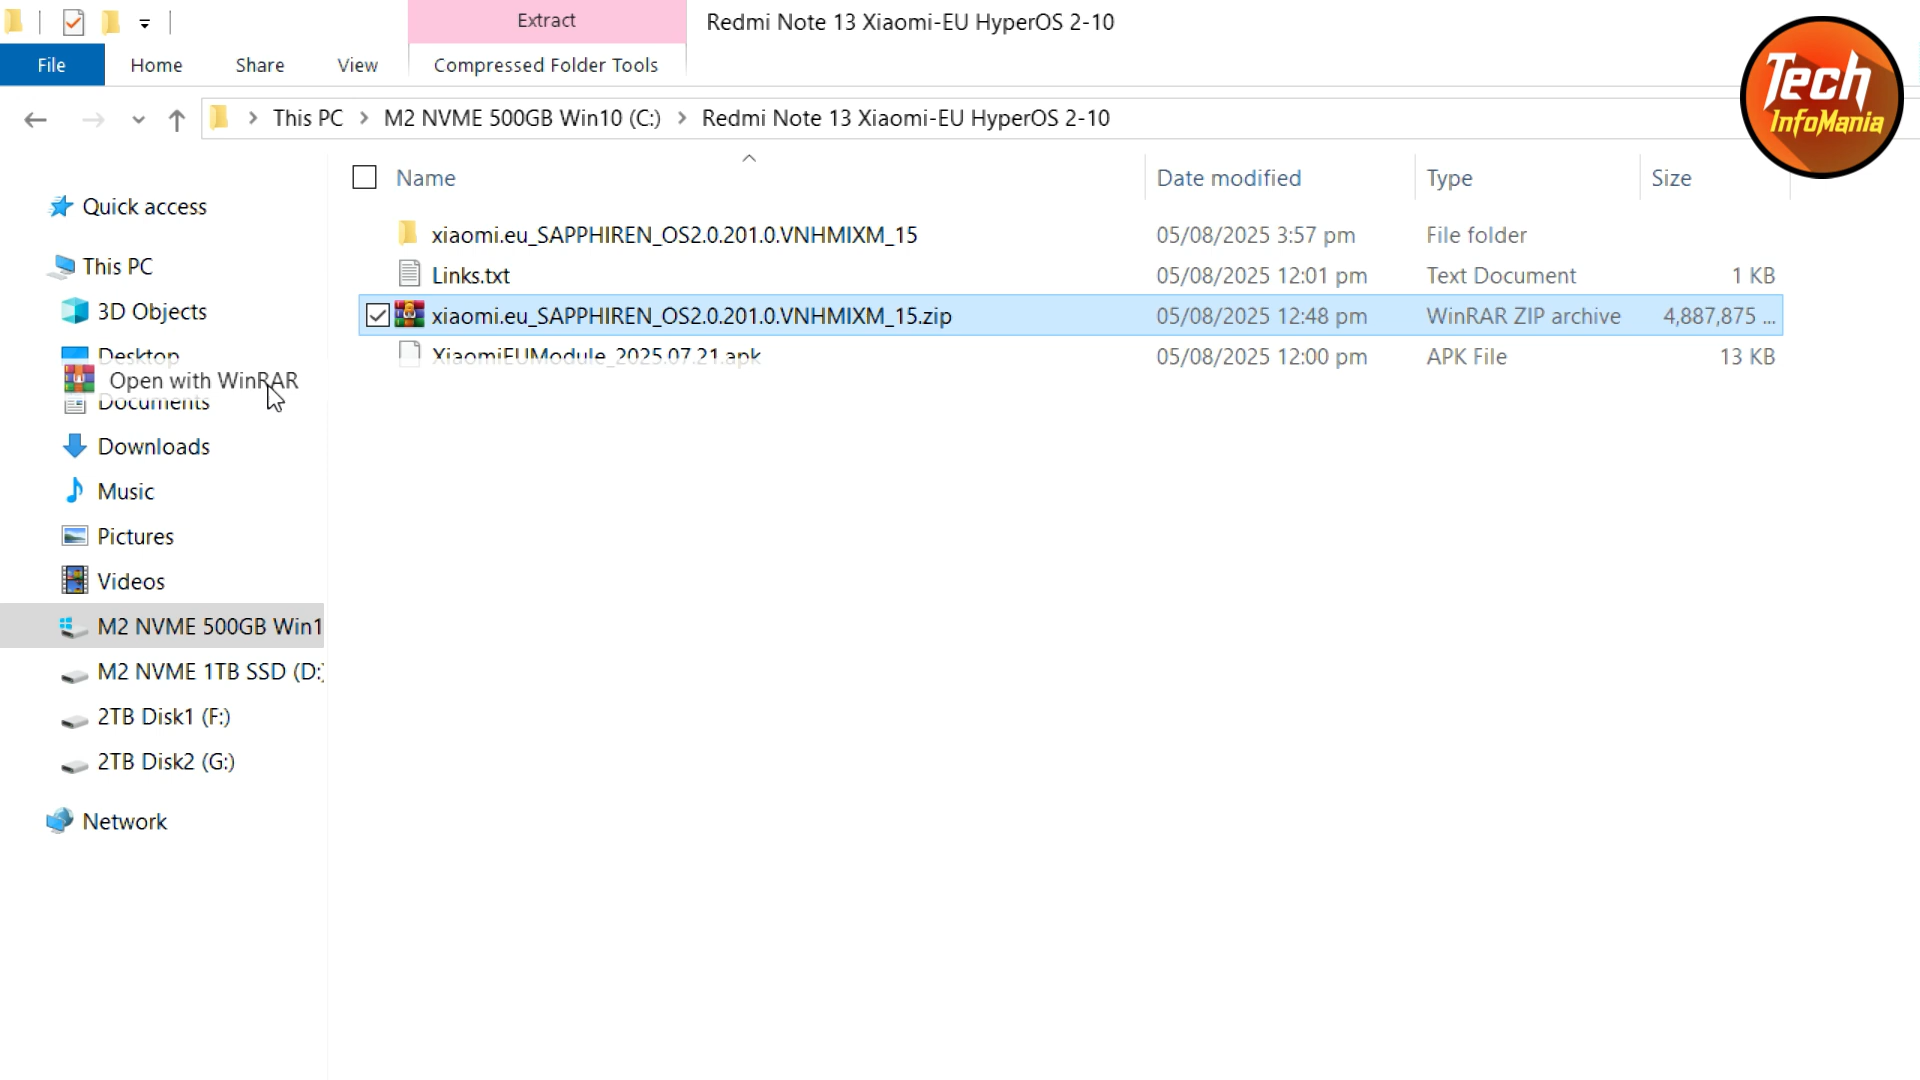 Extract
Redmi Note 13 Xiaomi-EU HyperOS 2-10
File
Home
Share
View
Compressed Folder Tools
This PC
M2 NVME 500GB Win10 (C:)
Redmi Note 13 Xiaomi-EU HyperOS 2-10
Tech
InfoMania
Name
Date modified
Type
Size
Quick access
This PC
3D Objects
Desktop
Open with WinRAR
Documents
Downloads
Music
Pictures
Videos
M2 NVME 500GB Win1
M2 NVME 1TB SSD (D:)
2TB Disk1 (F:)
2TB Disk2 (G:)
Network
xiaomi.eu_SAPPHIREN_OS2.0.201.0.VNHMIXM_15 05/08/2025 3:57 pm File folder
Links.txt 05/08/2025 12:01 pm Text Document 1 KB
xiaomi.eu_SAPPHIREN_OS2.0.201.0.VNHMIXM_15.zip 05/08/2025 12:48 pm WinRAR ZIP archive 4,887,875 ...
XiaomiEUModule_2025.07.21.apk 05/08/2025 12:00 pm APK File 13 KB